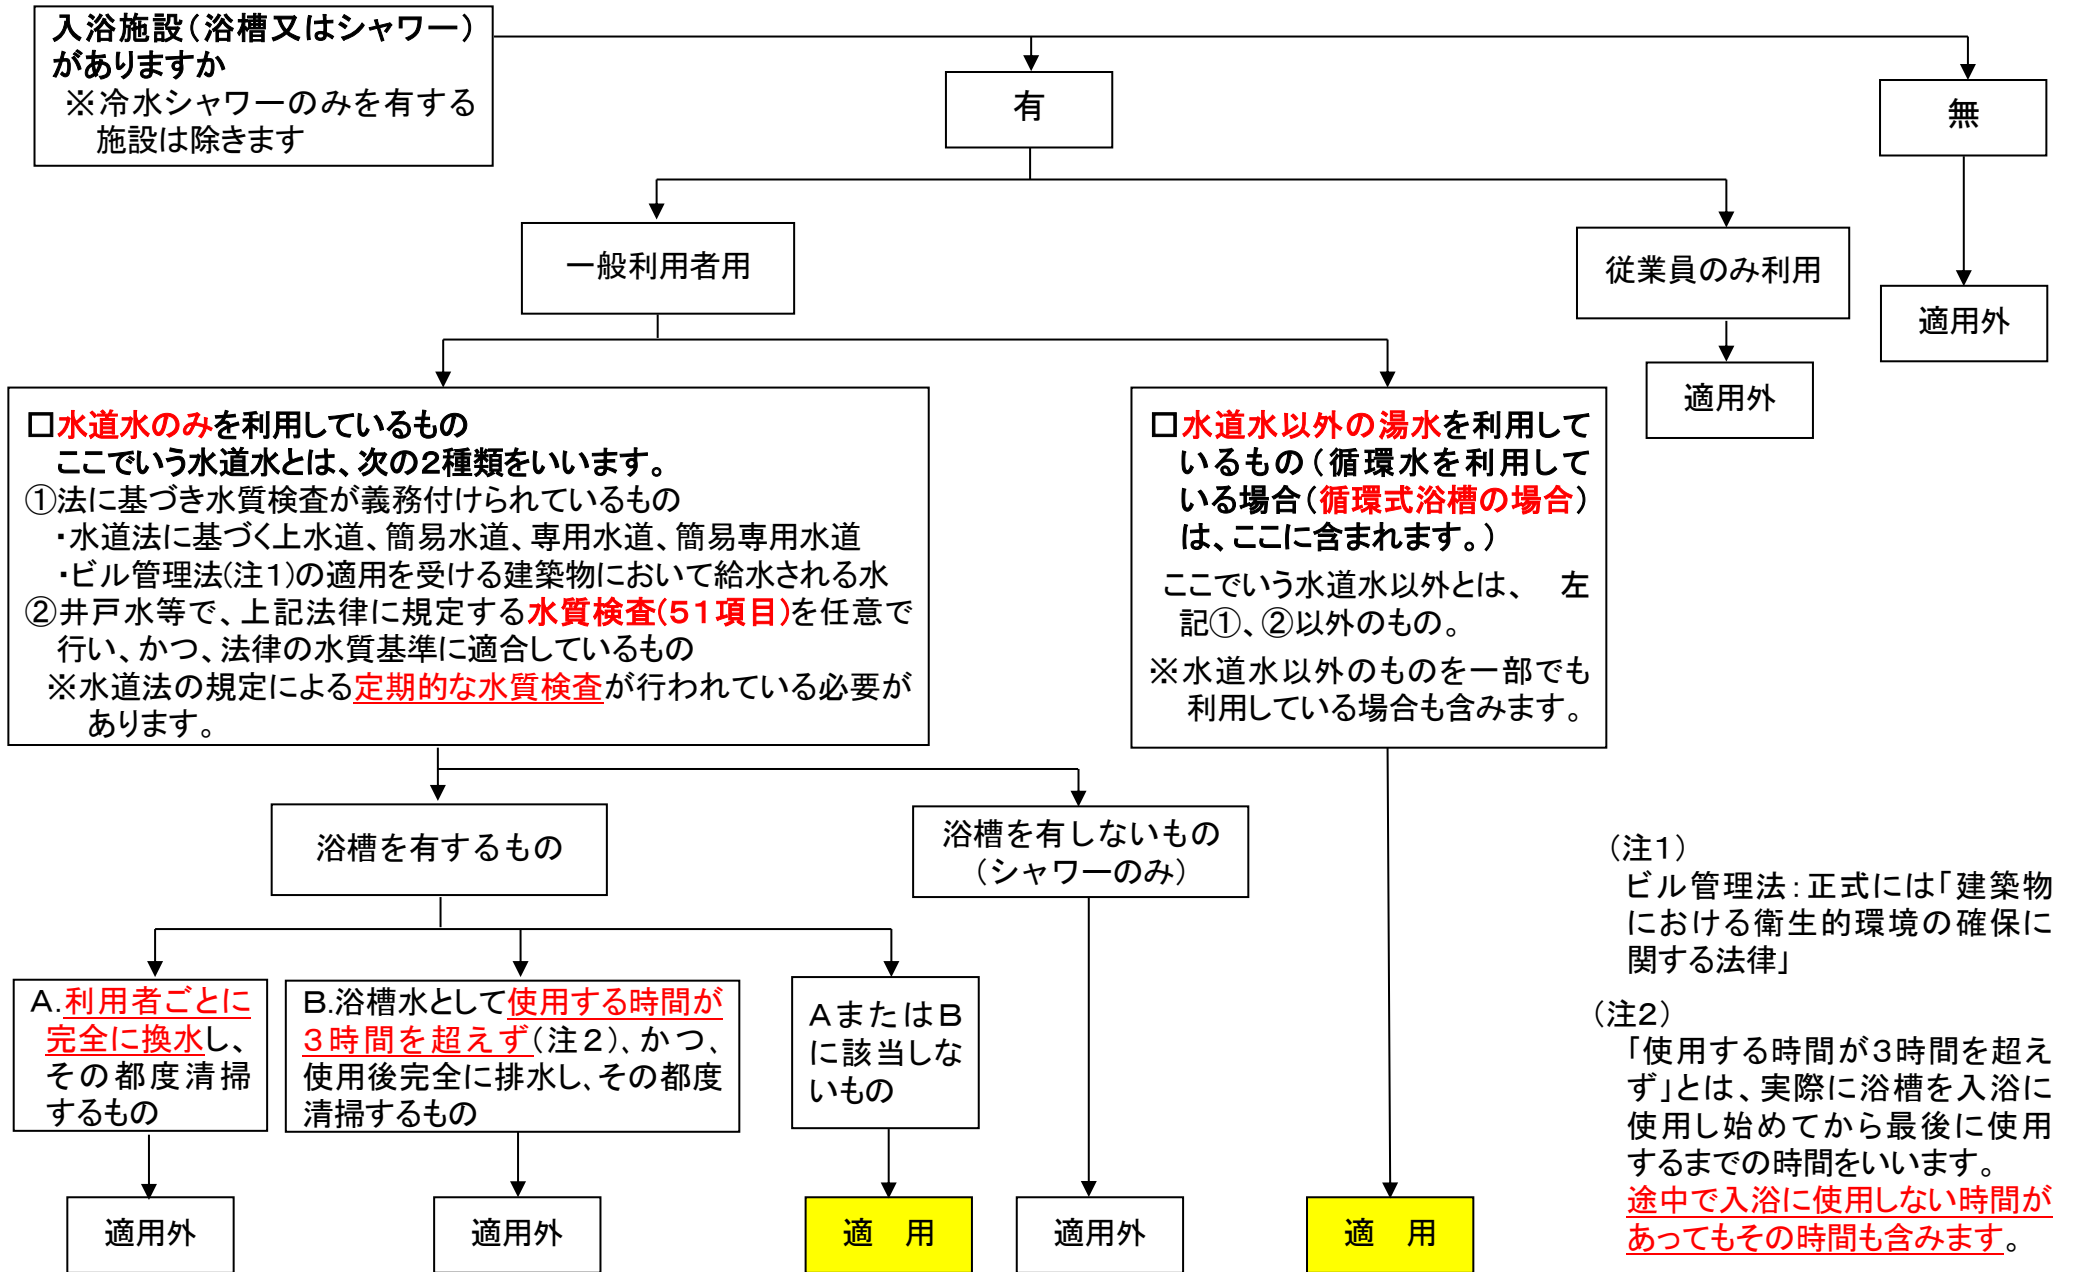 入浴施設（浴槽又はシャワー）
がありますか
※冷水シャワーのみを有する
施設は除きます
有
無
一般利用者用
従業員のみ利用
適用外
適用外
□水道水のみを利用しているもの
ここでいう水道水とは、次の２種類をいいます。
①法に基づき水質検査が義務付けられているもの
・水道法に基づく上水道、簡易水道、専用水道、簡易専用水道
・ビル管理法(注１)の適用を受ける建築物において給水される水
②井戸水等で、上記法律に規定する水質検査(５１項目)を任意で
行い、かつ、法律の水質基準に適合しているもの
※水道法の規定による定期的な水質検査が行われている必要が
あります。
□水道水以外の湯水を利用して
いるもの（循環水を利用して
いる場合（循環式浴槽の場合）
は、ここに含まれます。）
ここでいう水道水以外とは、　左
記①、②以外のもの。
※水道水以外のものを一部でも
利用している場合も含みます。
浴槽を有するもの
浴槽を有しないもの
（シャワーのみ）
Ａ.利用者ごとに
完全に換水し、
その都度清掃
するもの
Ｂ.浴槽水として使用する時間が
３時間を超えず（注２）、かつ、
使用後完全に排水し、その都度
清掃するもの
ＡまたはＢ
に該当しな
いもの
適用外
適用外
適　用
適用外
適　用
（注１）
ビル管理法：正式には「建築物
における衛生的環境の確保に
関する法律」
（注２）
「使用する時間が３時間を超え
ず」とは、実際に浴槽を入浴に
使用し始めてから最後に使用
するまでの時間をいいます。
途中で入浴に使用しない時間が
あってもその時間も含みます。